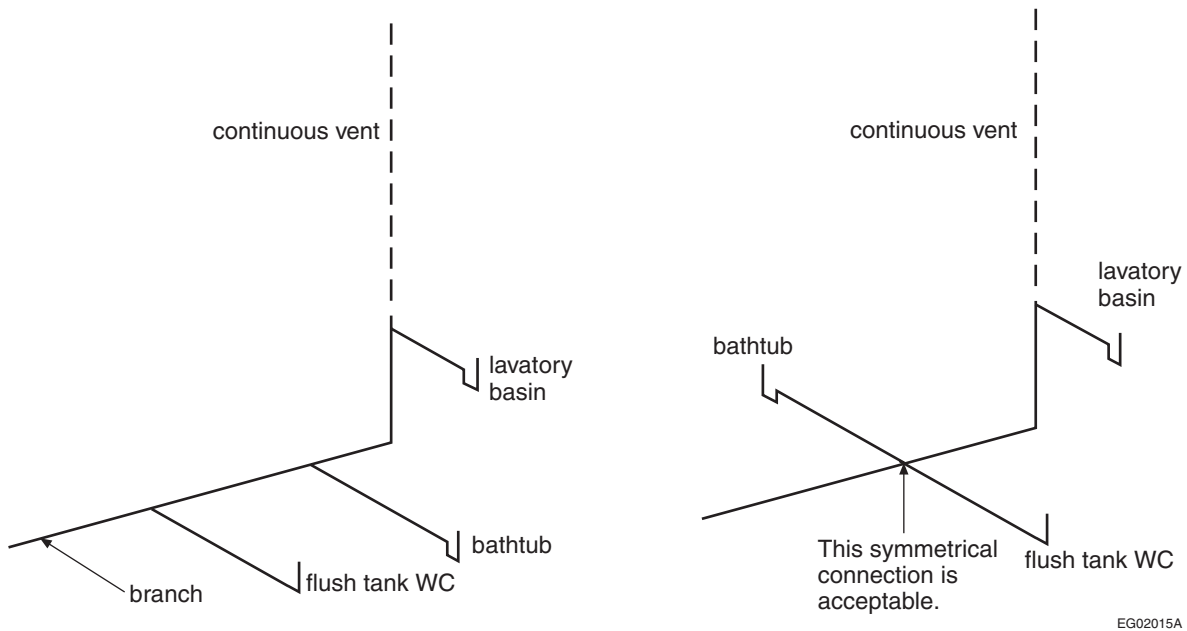 continuous vent
lavatory
basin
bathtub
flush tank WC
branch
continuous vent
lavatory
basin
bathtub
This symmetrical
connection is
acceptable.
flush tank WC
EG02015A